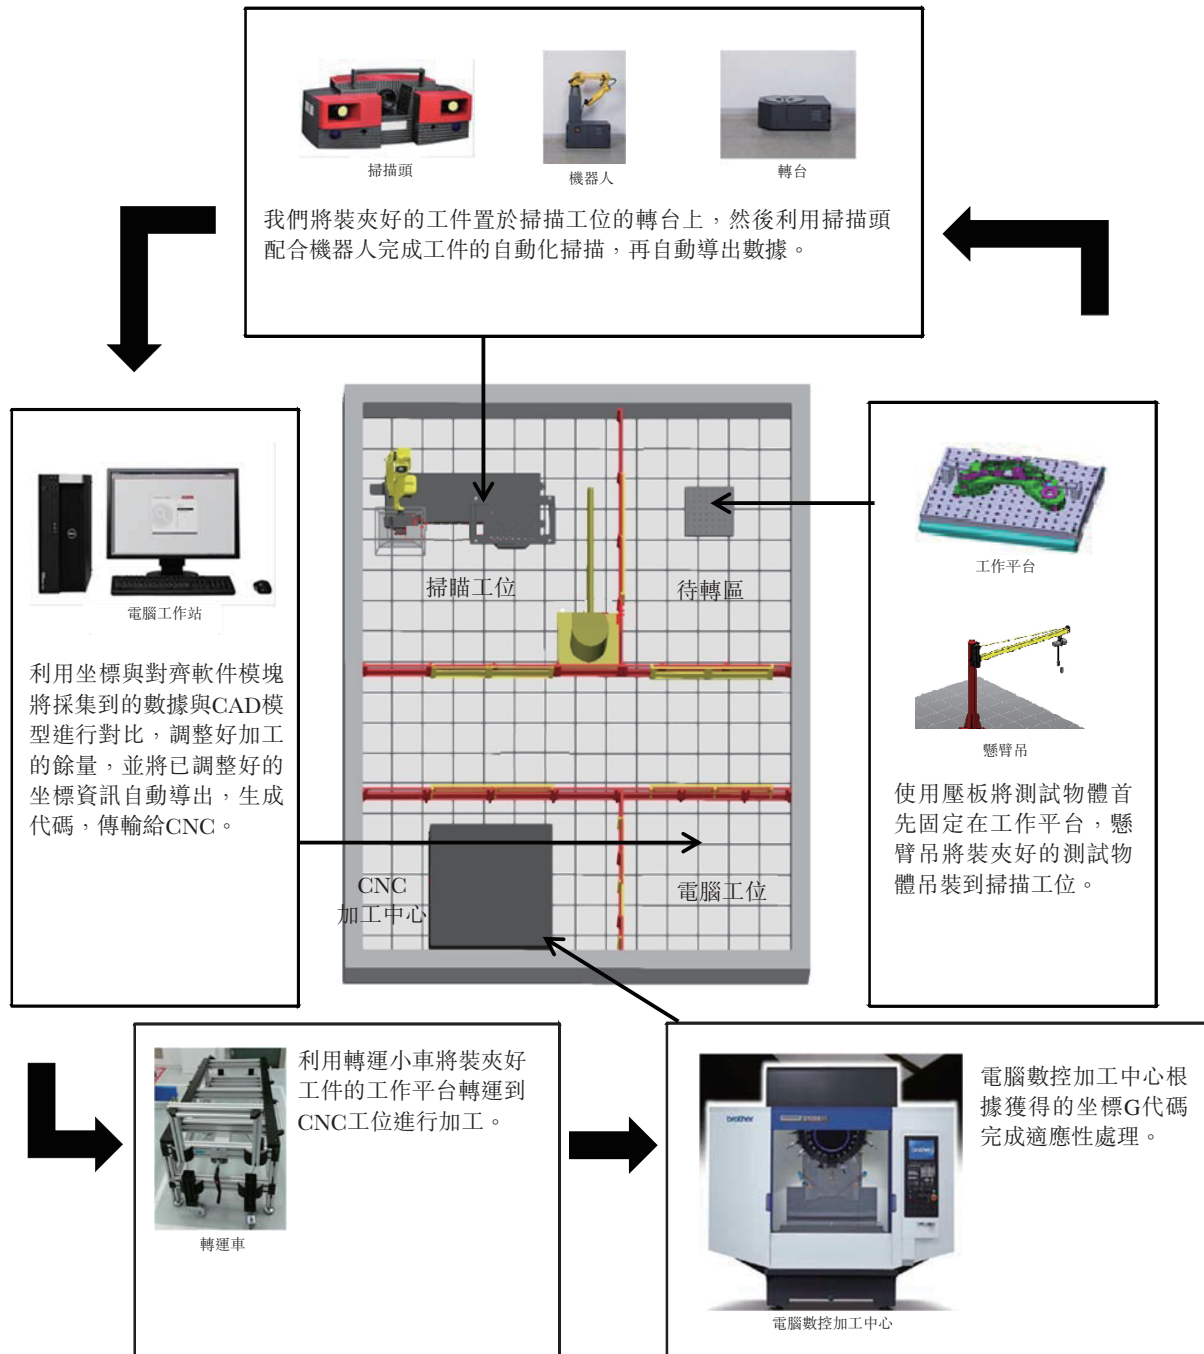 掃描頭
機器人
轉台
我們將裝夾好的工件置於掃描工位的轉台上，然後利用掃描頭
配合機器人完成工件的自動化掃描，再自動導出數據。
電腦工作站
利用坐標與對齊軟件模塊
將採集到的數據與CAD模
型進行對比，調整好加工
的餘量，並將已調整好的
坐標資訊自動導出，生成
代碼，傳輸給CNC。
掃瞄工位
待轉區
CNC
加工中心
電腦工位
工作平台
懸臂吊
使用壓板將測試物體首
先固定在工作平台，懸
臂吊將裝夾好的測試物
體吊裝到掃描工位。
利用轉運小車將裝夾好
工件的工作平台轉運到
CNC工位進行加工。
轉運車
brother
電腦數控加工中心根
據獲得的坐標G代碼
完成適應性處理。
電腦數控加工中心